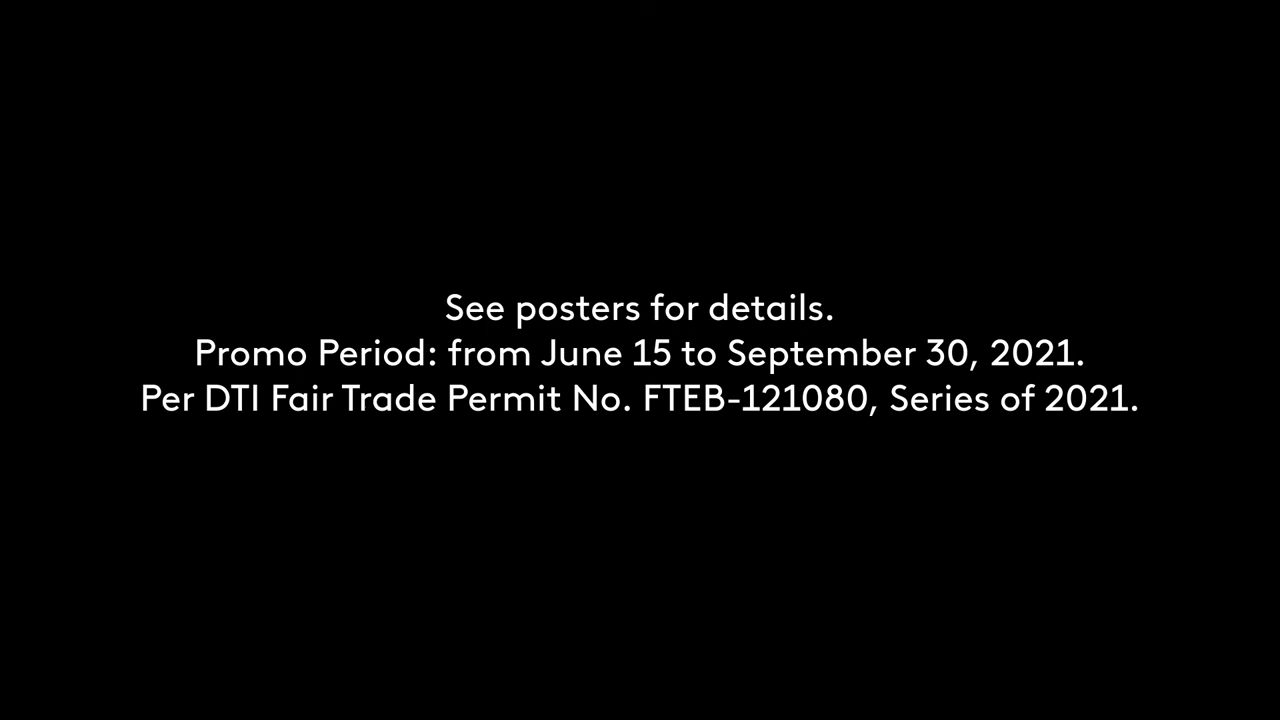 See posters for details.
Promo Period: from June 15 to September 30, 2021.
Per DTI Fair Trade Permit No. FTEB-121080, Series of 2021.